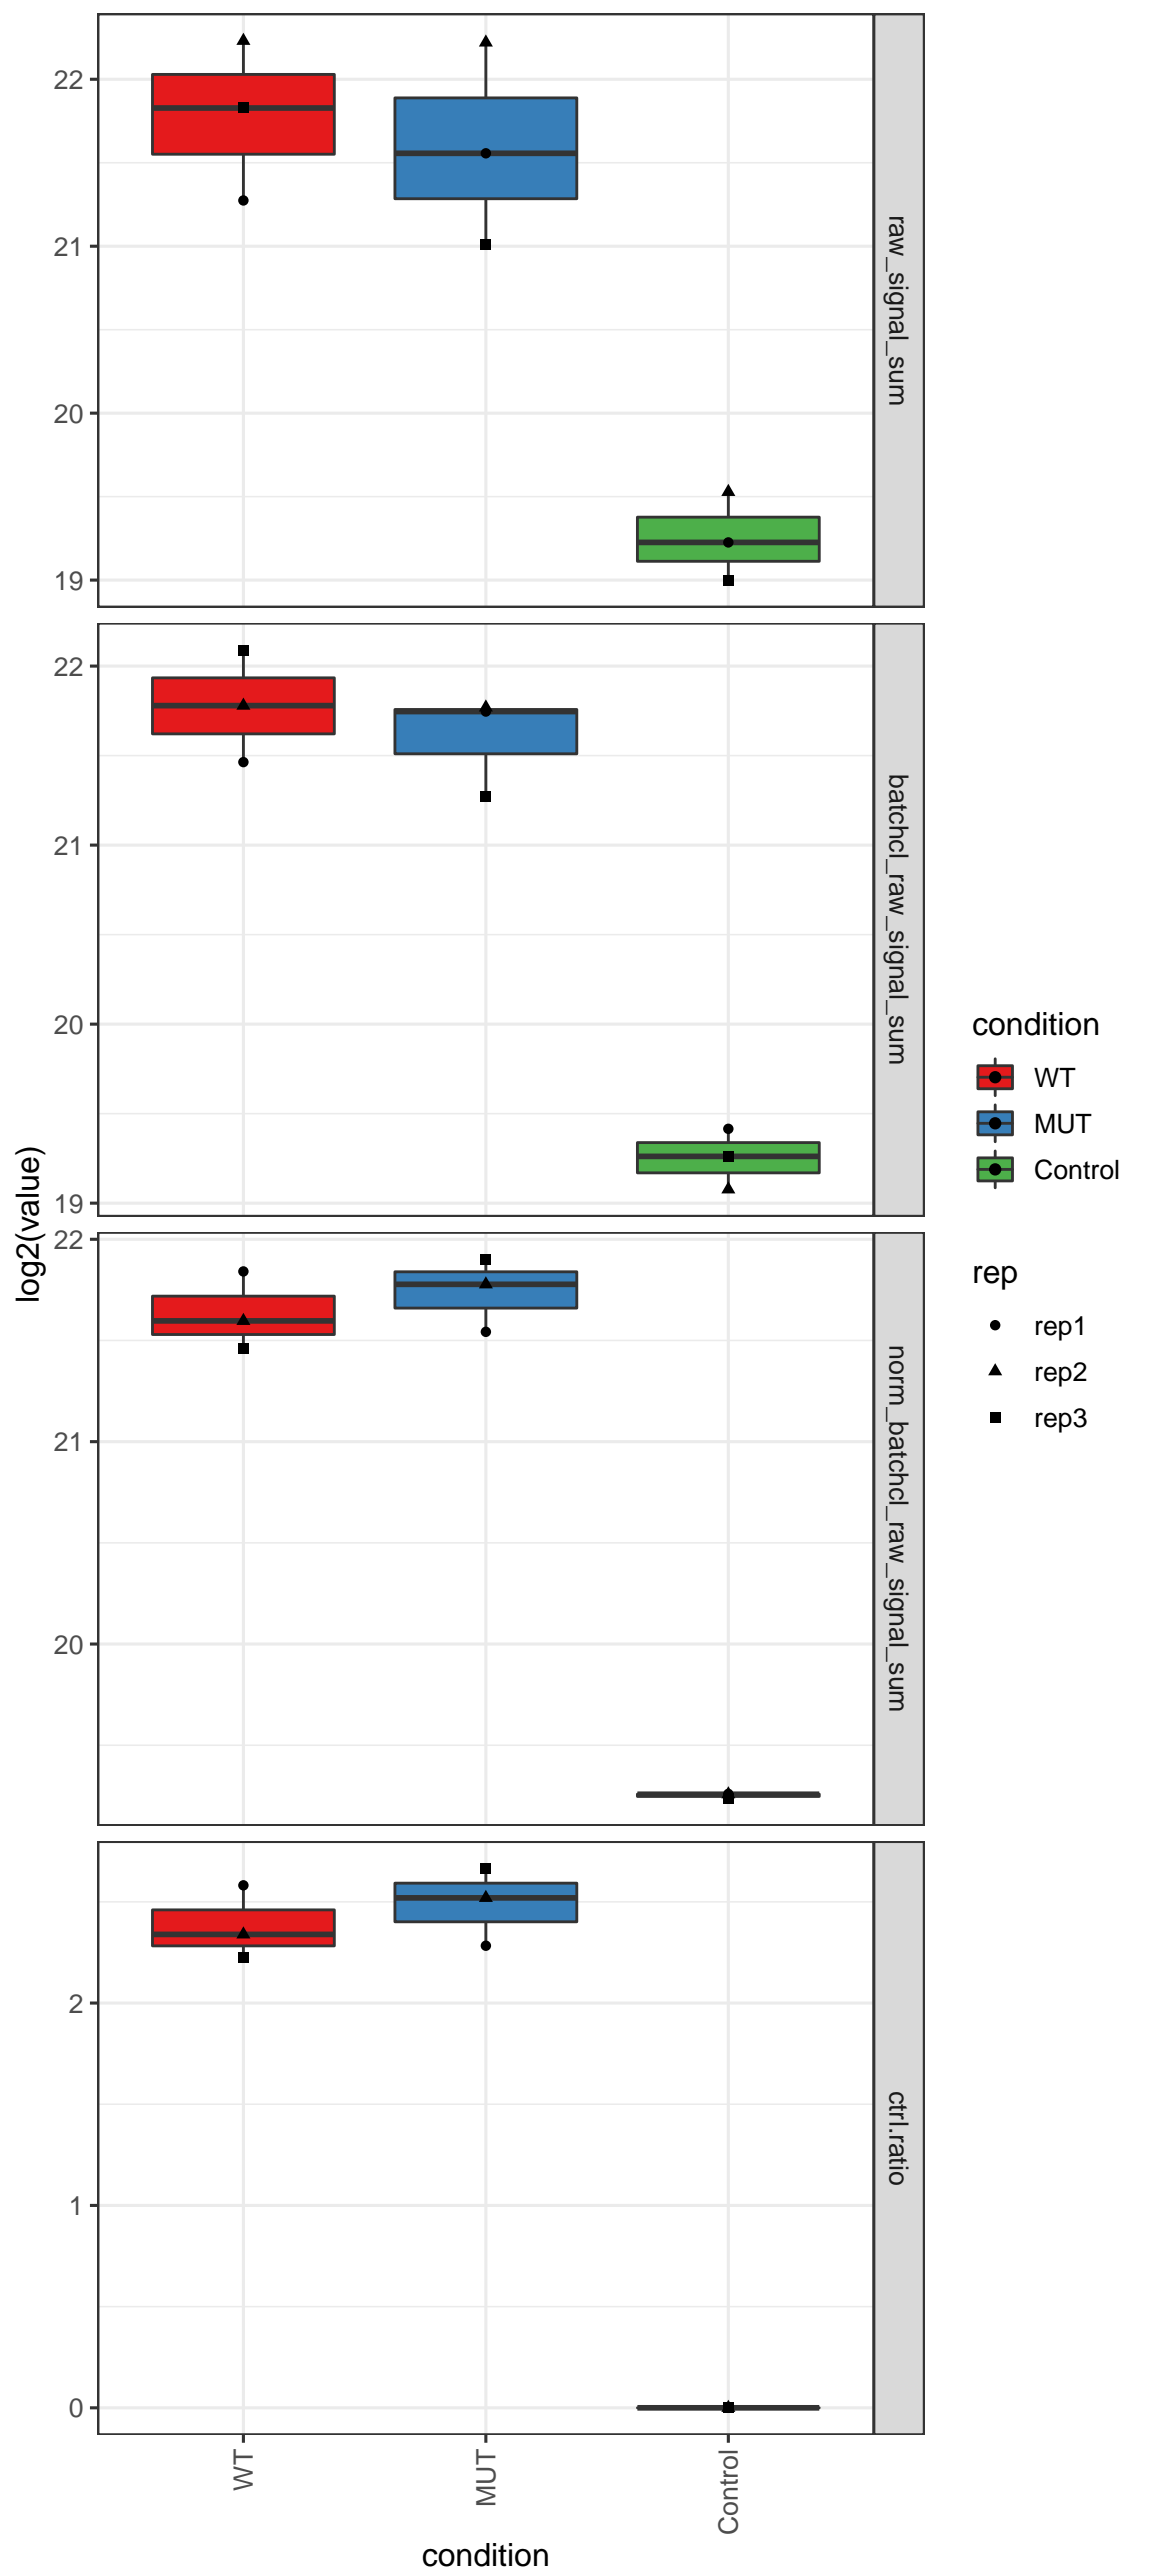 22
21
20
19
raw_signal_sum
22
21
20
19
batchcl_raw_signal_sum
22
21
20
norm_batchcl_raw_signal_sum
2
1
0
ctrl.ratio
log2(value)
WT
MUT
Control
condition
condition
WT
MUT
Control
rep
rep1
rep2
rep3